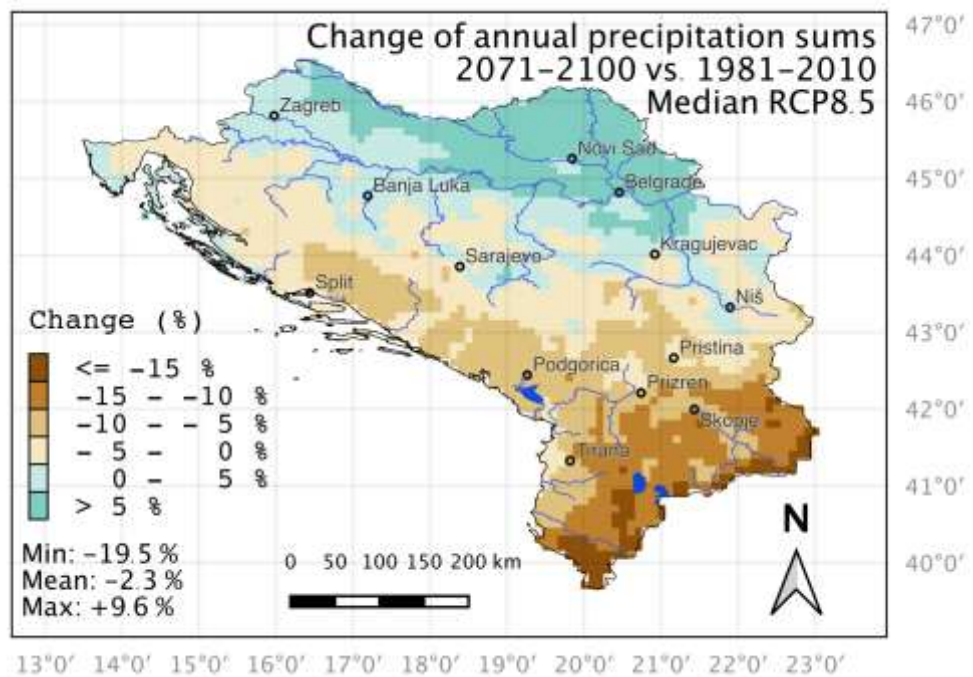 Change of annual precipitation sums
2071-2100 vs. 1981-2010
Median RCP8.5
47°0'
46°0'
45°0'
44°0'
43°0'
42°0'
41°0'
40°0'
Zagreb
Novi Sad
Belgrade
Banja Luka
Kragujevac
Sarajevo
Split
Niš
Pristina
Podgorica
Prizren
Skopje
Tirana
Change (%)
<= -15 %
-15 - -10 %
-10 - - 5 %
- 5 - 0 %
0 - 5 %
> 5 %
Min: -19.5 %
Mean: -2.3 %
Max: +9.6 %
0 50 100 150 200 km
N
13°0' 14°0' 15°0' 16°0' 17°0' 18°0' 19°0' 20°0' 21°0' 22°0' 23°0'